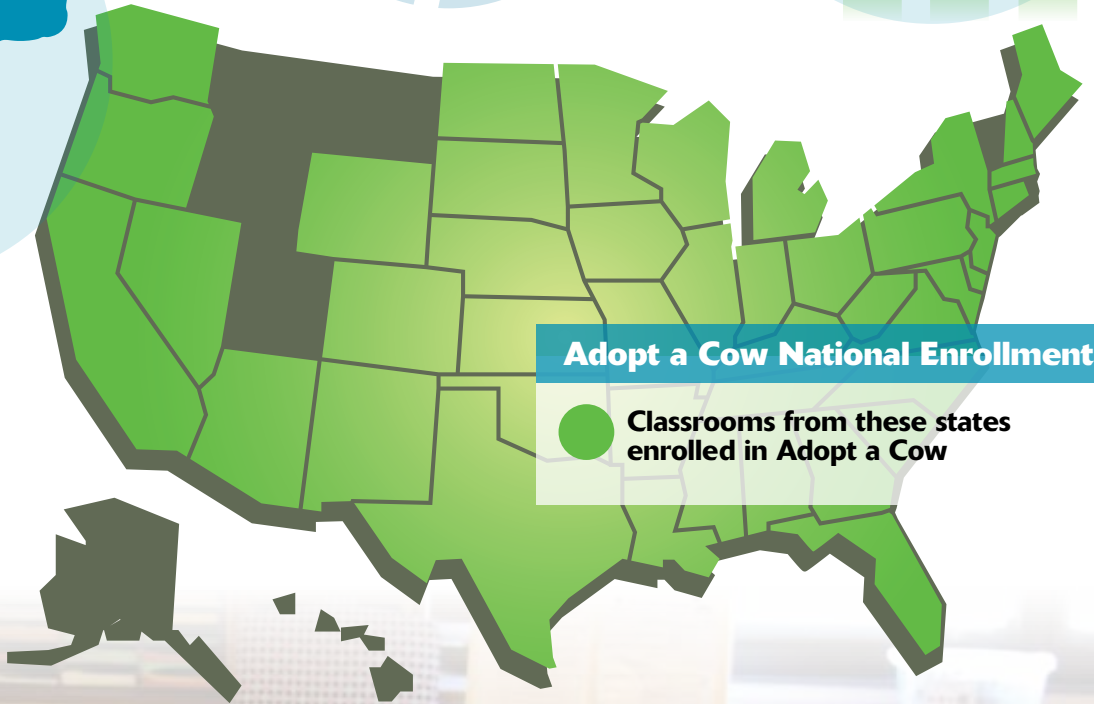 Adopt a Cow National Enrollment
Classrooms from these states
enrolled in Adopt a Cow